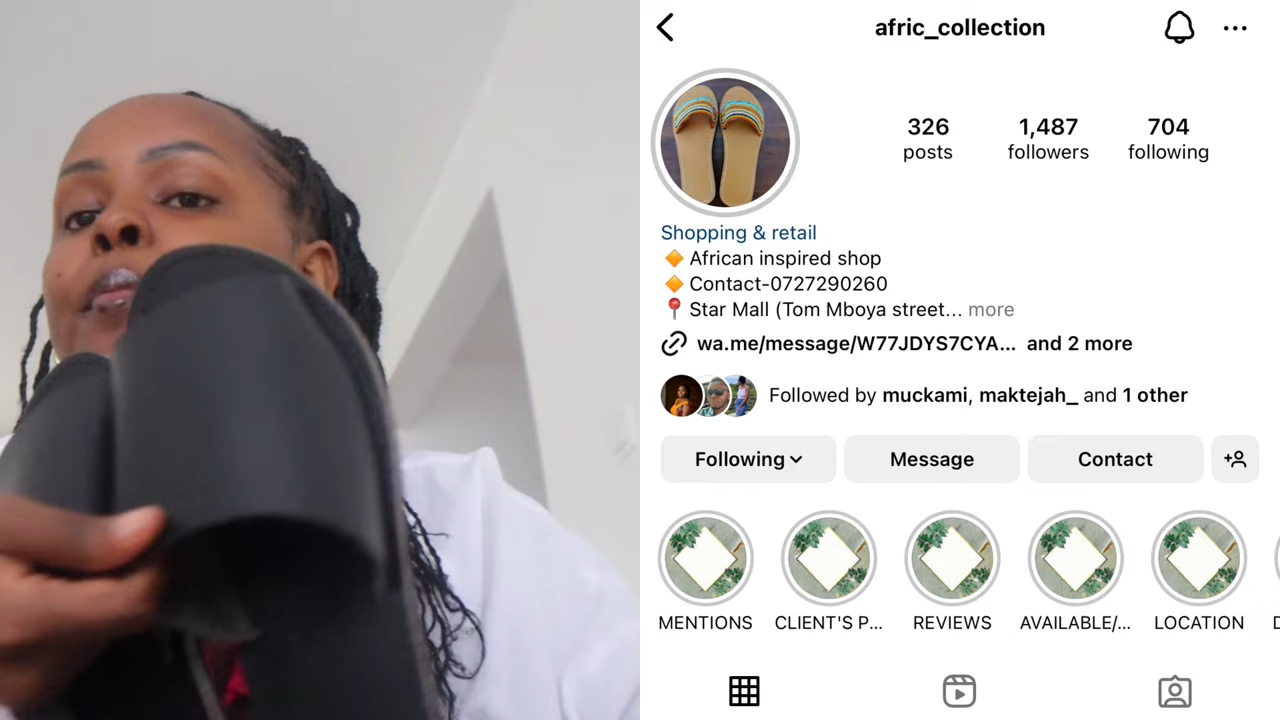 afric_collection
326
posts
1,487
followers
704
following
Shopping & retail
🔶 African inspired shop
🔶 Contact-0727290260
📍 Star Mall (Tom Mboya street... more
wa.me/message/W77JDYS7CYA... and 2 more
Followed by muckami, maktejah_ and 1 other
Following
Message
Contact
MENTIONS
CLIENT'S P...
REVIEWS
AVAILABLE/...
LOCATION
D